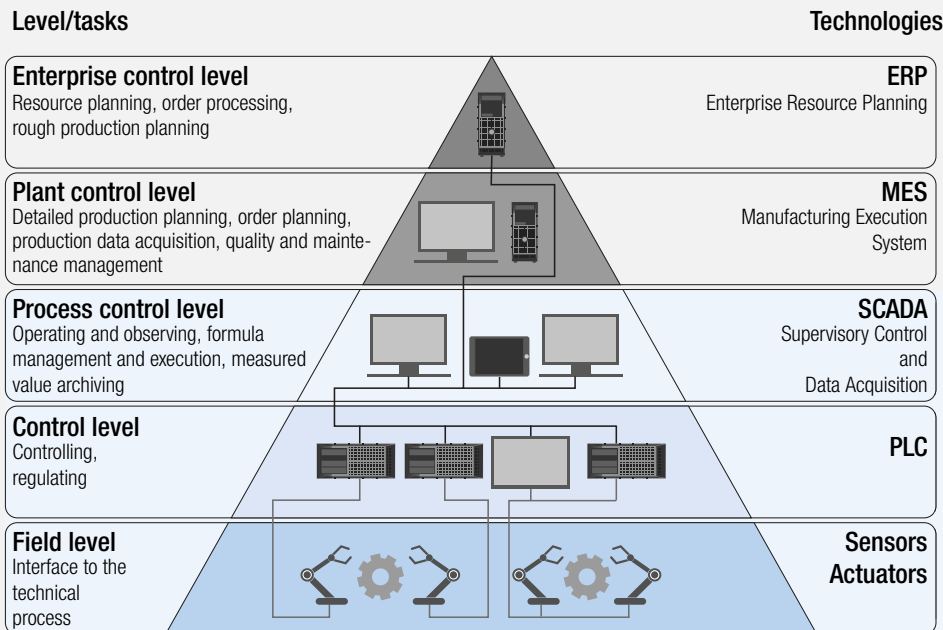 Level/tasks
Technologies
Enterprise control level
Resource planning, order processing,
rough production planning
ERP
Enterprise Resource Planning
Plant control level
Detailed production planning, order planning,
production data acquisition, quality and mainte-
nance management
MES
Manufacturing Execution
System
Process control level
Operating and observing, formula
management and execution, measured
value archiving
SCADA
Supervisory Control
and
Data Acquisition
Control level
Controlling,
regulating
PLC
Field level
Interface to the
technical
process
Sensors
Actuators